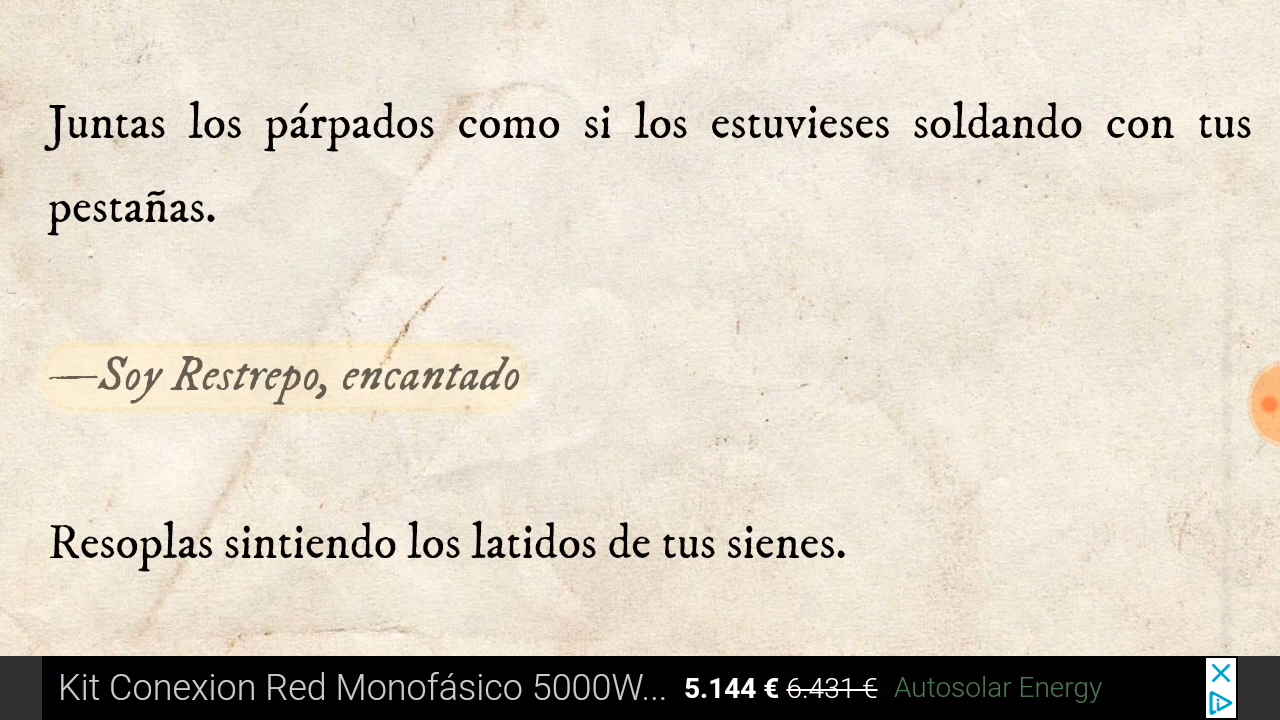 Juntas los párpados como si los estuvieses soldando con tus
pestañas.
—Soy Restrepo, encantado
Resoplas sintiendo los latidos de tus sienes.
Kit Conexion Red Monofásico 5000W... 5.144 € 6.431 € Autosolar Energy